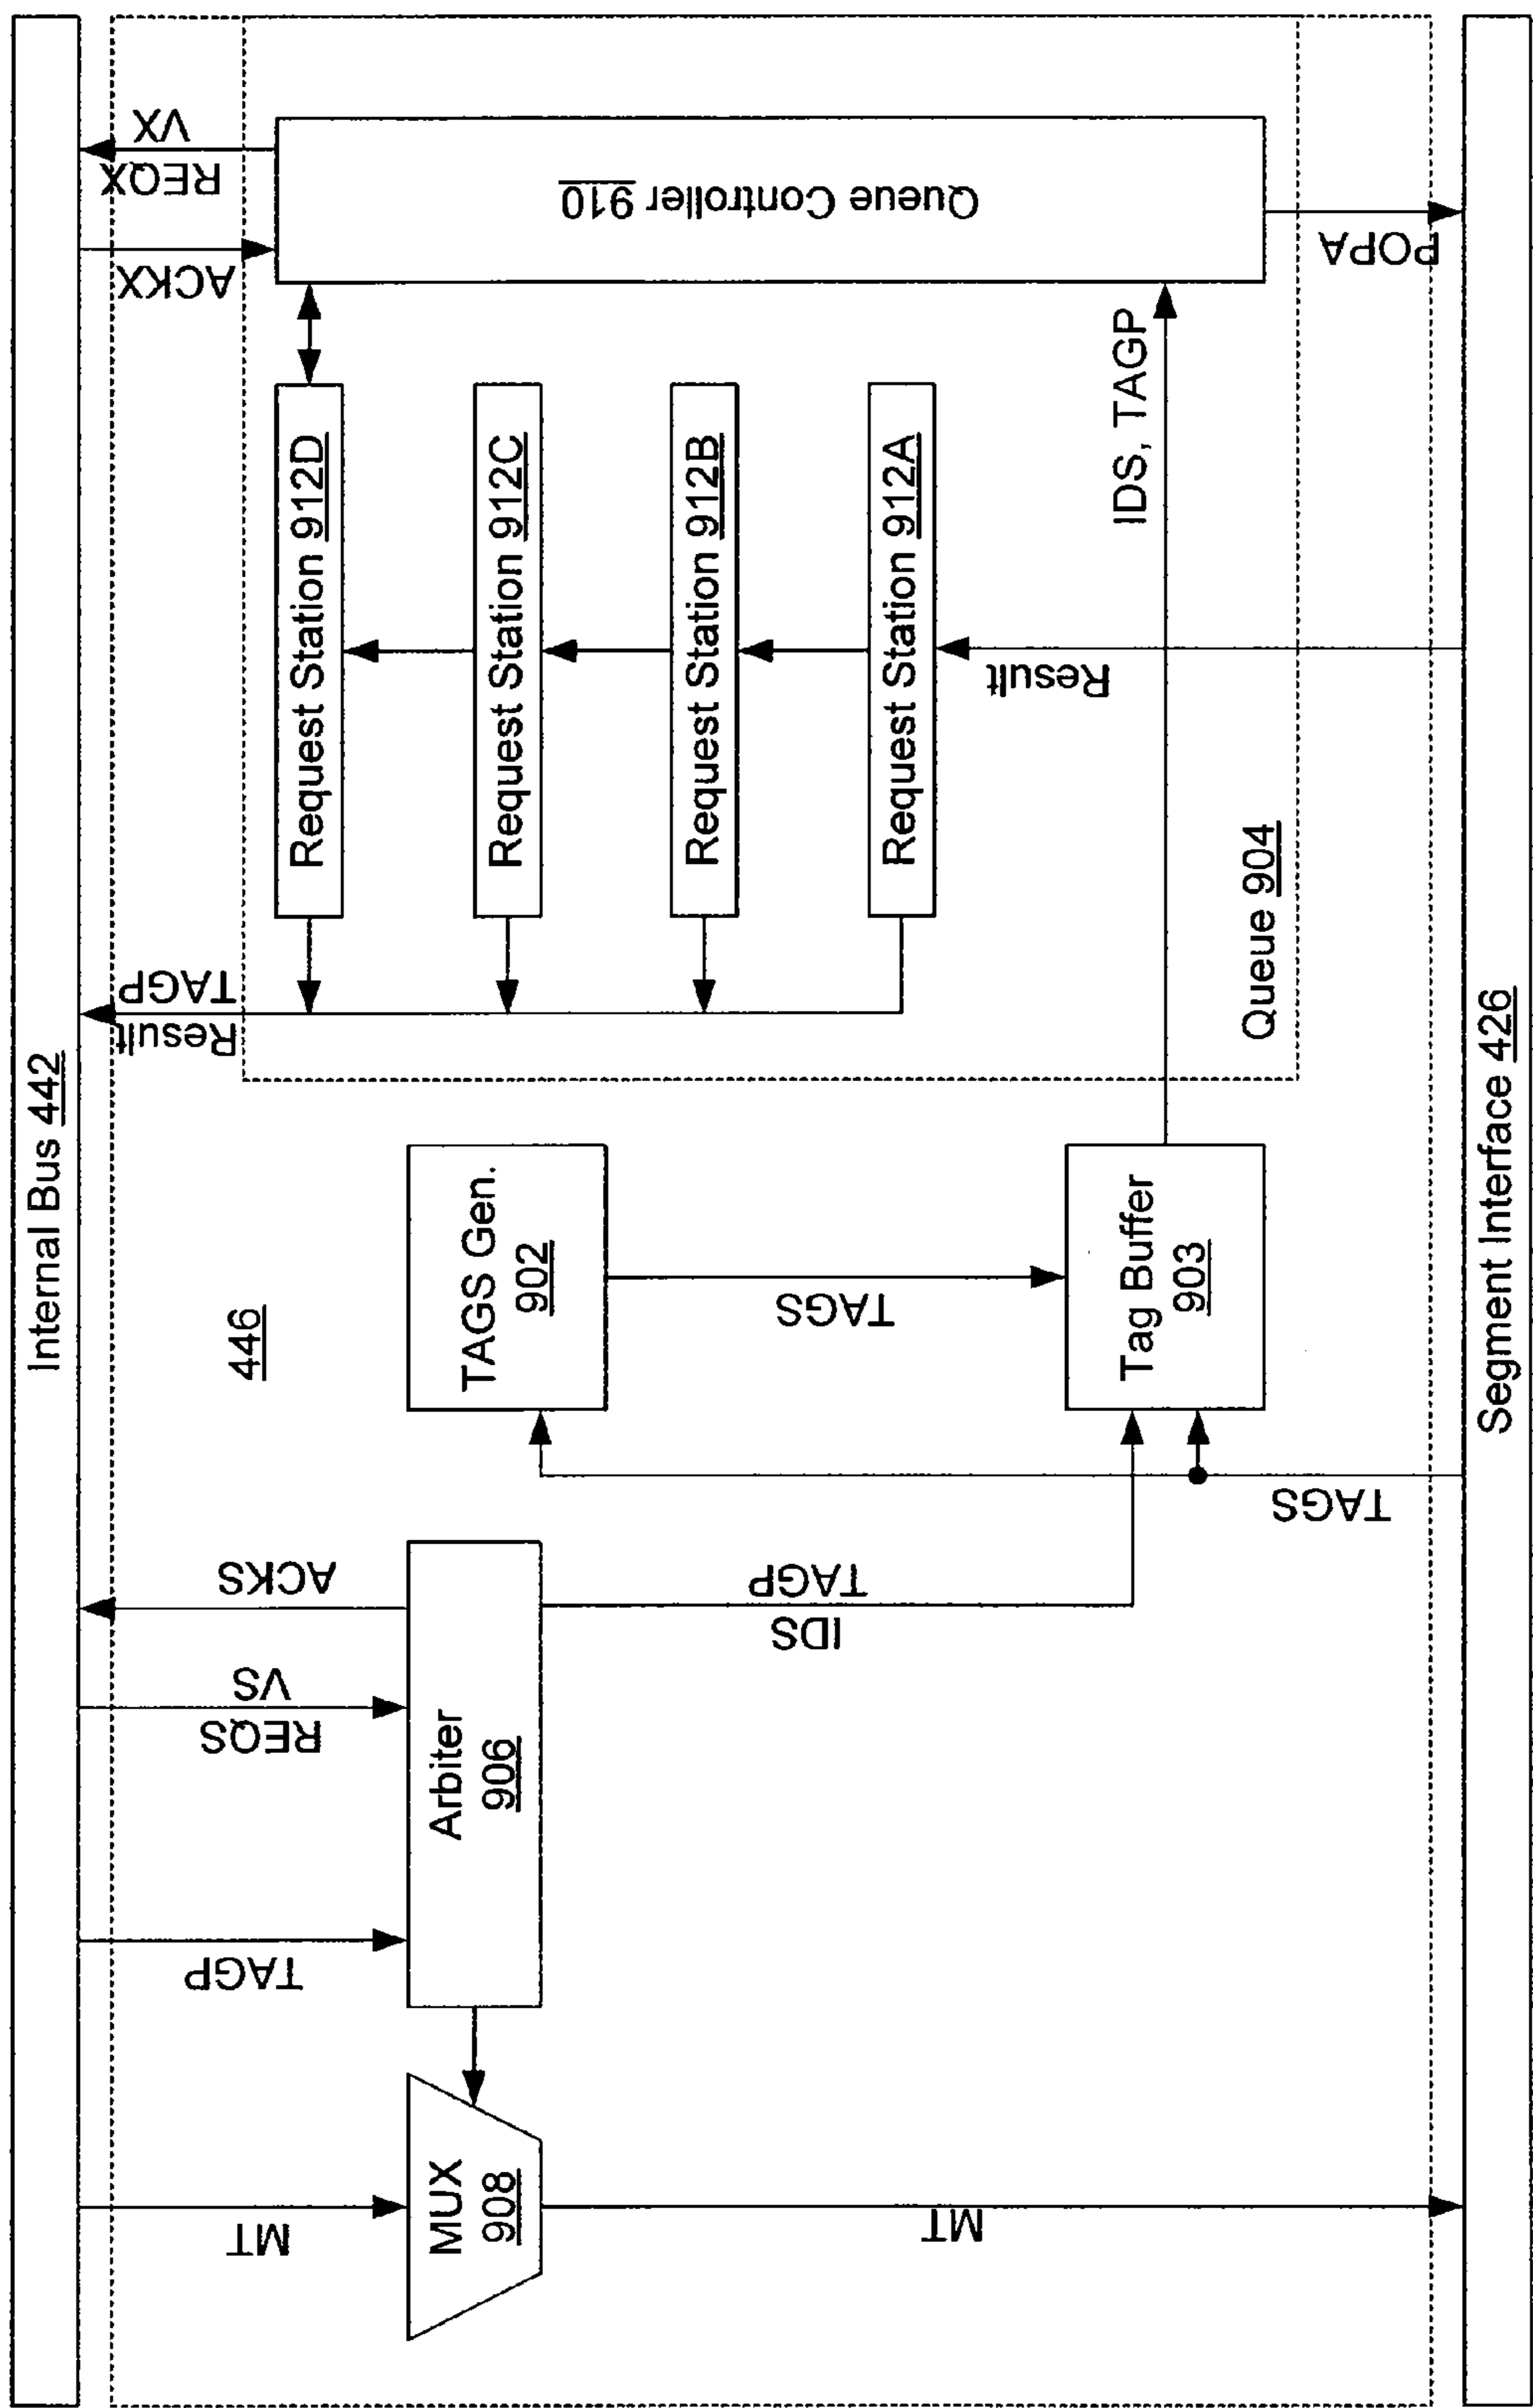 Internal Bus 442
446
MT
TAGP
REQS
VS
ACKS
Result
TAGP
ACKX
REQX
VX
MUX
908
Arbiter
906
TAGS Gen.
902
Request Station 912D
Request Station 912C
Request Station 912B
Request Station 912A
Queue Controller 910
MT
IDS
TAGP
TAGS
Tag Buffer
903
TAGS
Result
IDS, TAGP
Queue 904
POPA
Segment Interface 426